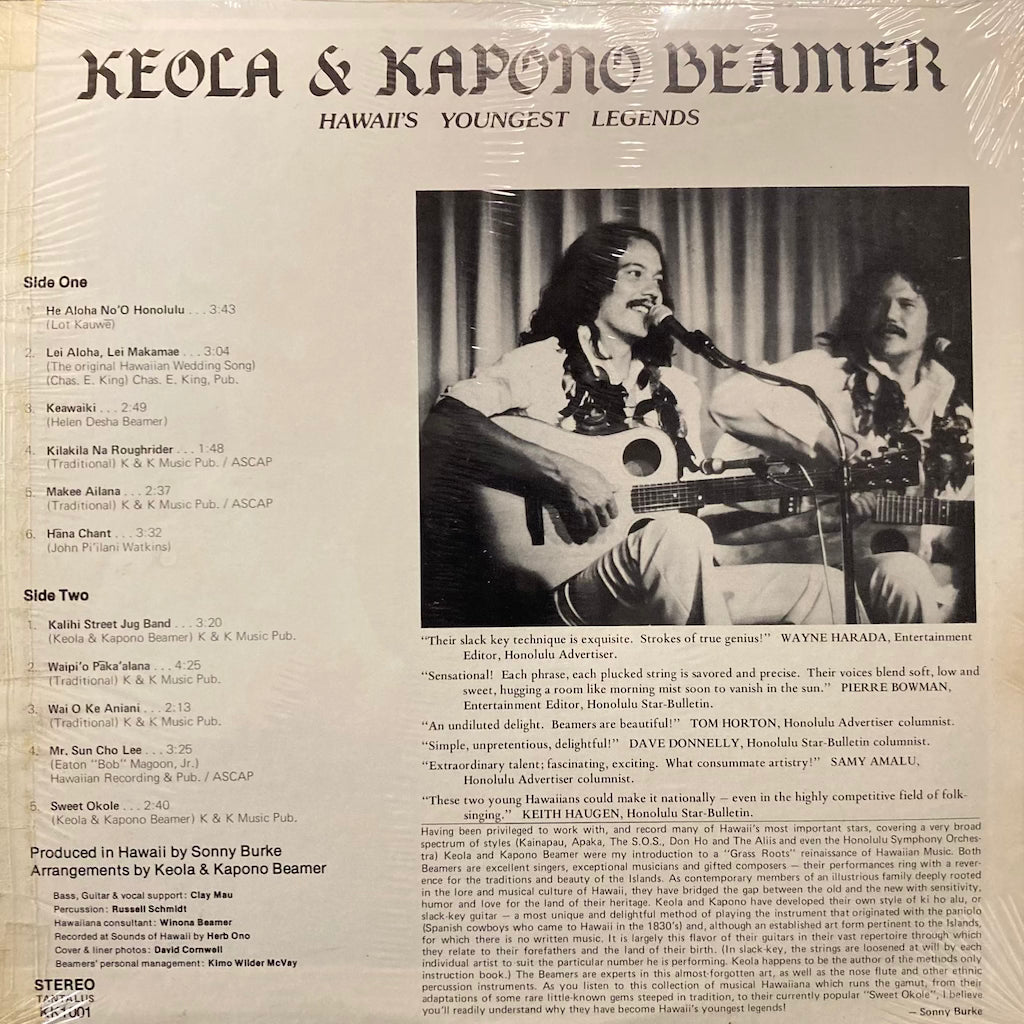 KEOLA & KAPONO BEAMER
HAWAII'S YOUNGEST LEGENDS
Side One
1. He Aloha No'O Honolulu . . . 3:43
(Lot Kauwē)
2. Lei Aloha, Lei Makamae . . . 3:04
(The original Hawaiian Wedding Song)
(Chas. E. King) Chas. E. King, Pub.
3. Keawaiki . . . 2:49
(Helen Desha Beamer)
4. Kilakila Na Roughrider . . . 1:48
(Traditional) K & K Music Pub. / ASCAP
5. Makee Ailana . . . 2:37
(Traditional) K & K Music Pub. / ASCAP
6. Hāna Chant . . . 3:32
(John Pi'ilani Watkins)
Side Two
1. Kalihi Street Jug Band . . . 3:20
(Keola & Kapono Beamer) K & K Music Pub.
2. Waipi'o Pāka'alana . . . 4:25
(Traditional) K & K Music Pub.
3. Wai O Ke Aniani . . . 2:13
(Traditional) K & K Music Pub.
4. Mr. Sun Cho Lee . . . 3:25
(Eaton "Bob" Magoon, Jr.)
Hawaiian Recording & Pub. / ASCAP
5. Sweet Okole . . . 2:40
(Keola & Kapono Beamer) K & K Music Pub.
Produced in Hawaii by Sonny Burke
Arrangements by Keola & Kapono Beamer
Bass, Guitar & vocal support: Clay Mau
Percussion: Russell Schmidt
Hawaiiana consultant: Winona Beamer
Recorded at Sounds of Hawaii by Herb Ono
Cover & liner photos: David Cornwell
Beamers' personal management: Kimo Wilder McVay
STEREO
TANTALUS
KK1001
"Their slack key technique is exquisite. Strokes of true genius!" WAYNE HARADA, Entertainment
Editor, Honolulu Advertiser.
"Sensational! Each phrase, each plucked string is savored and precise. Their voices blend soft, low and
sweet, hugging a room like morning mist soon to vanish in the sun." PIERRE BOWMAN,
Entertainment Editor, Honolulu Star-Bulletin.
"An undiluted delight. Beamers are beautiful!" TOM HORTON, Honolulu Advertiser columnist.
"Simple, unpretentious, delightful!" DAVE DONNELLY, Honolulu Star-Bulletin columnist.
"Extraordinary talent; fascinating, exciting. What consummate artistry!" SAMY AMALU,
Honolulu Advertiser columnist.
"These two young Hawaiians could make it nationally — even in the highly competitive field of folk-
singing." KEITH HAUGEN, Honolulu Star-Bulletin.
Having been privileged to work with, and record many of Hawaii's most important stars, covering a very broad
spectrum of styles (Kainapau, Apaka, The S.O.S., Don Ho and The Aliis and even the Honolulu Symphony Orches-
tra) Keola and Kapono Beamer were my introduction to a "Grass Roots" reinaissance of Hawaiian Music. Both
Beamers are excellent singers, exceptional musicians and gifted composers — their performances ring with a rever-
ence for the traditions and beauty of the Islands. As contemporary members of an illustrious family deeply rooted
in the lore and musical culture of Hawaii, they have bridged the gap between the old and the new with sensitivity,
humor and love for the land of their heritage. Keola and Kapono have developed their own style of ki ho alu, or
slack-key guitar — a most unique and delightful method of playing the instrument that originated with the paniolo
(Spanish cowboys who came to Hawaii in the 1830's) and, although an established art form pertinent to the Islands,
for which there is no written music. It is largely this flavor of their guitars in their vast repertoire through which
they relate to their forefathers and the land of their birth. (In slack-key, the strings are loosened at will by each
individual artist to suit the particular number he is performing. Keola happens to be the author of the methods only
instruction book.) The Beamers are experts in this almost-forgotten art, as well as the nose flute and other ethnic
percussion instruments. As you listen to this collection of musical Hawaiiana which runs the gamut, from their
adaptations of some rare little-known gems steeped in tradition, to their currently popular "Sweet Okole", I believe
you'll readily understand why they have become Hawaii's youngest legends!
— Sonny Burke